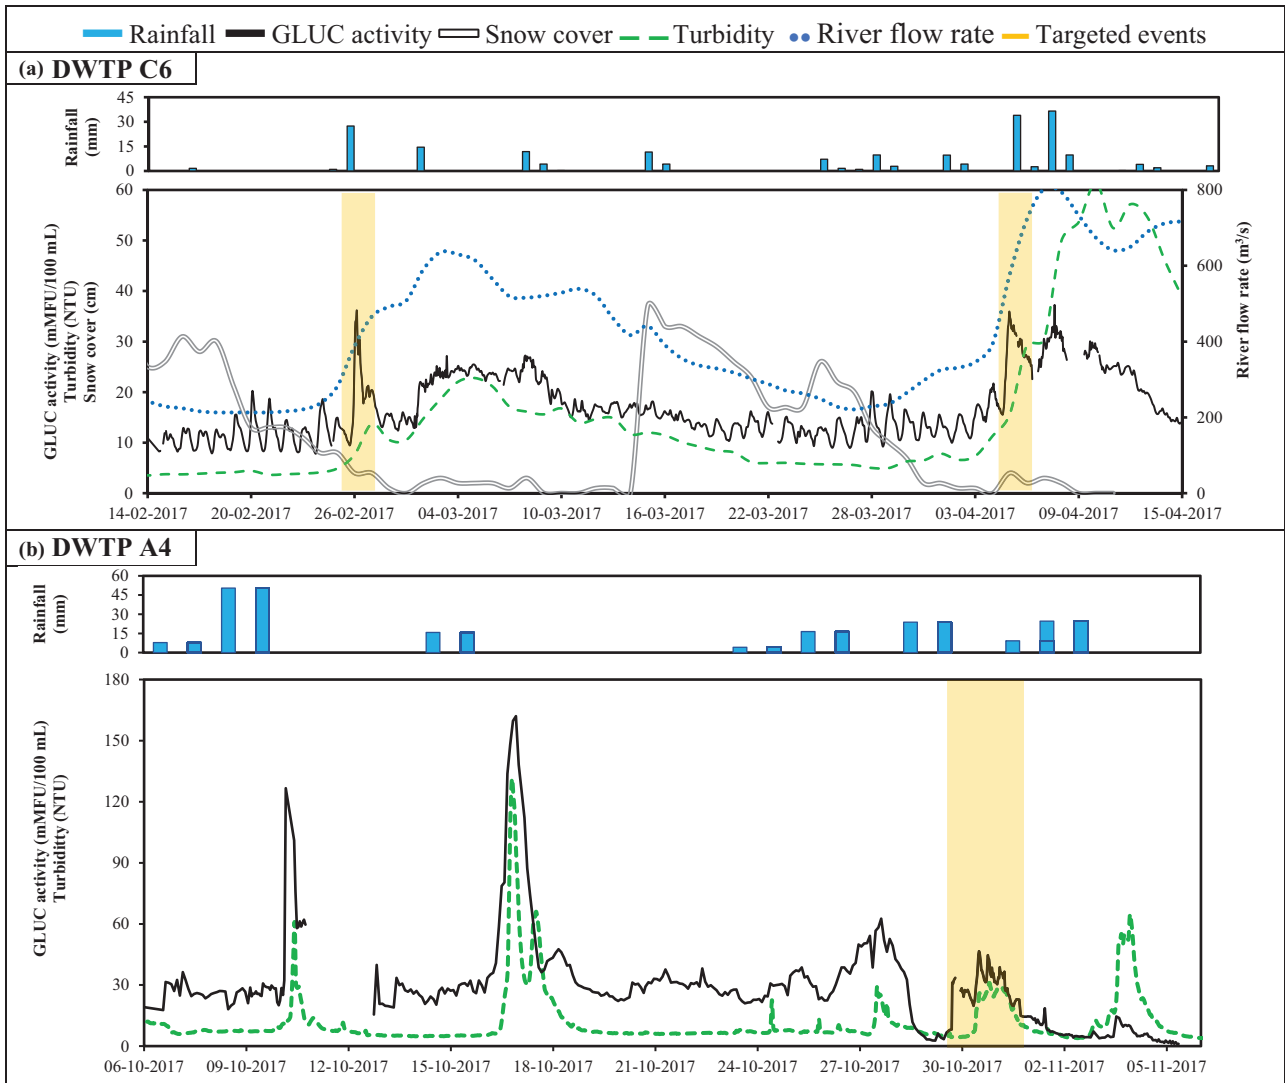 Rainfall GLUC activity Snow cover Turbidity River flow rate Targeted events
(a) DWTP C6
Rainfall
(mm)
45
30
15
0
GLUC activity (mMFU/100 mL)
Turbidity (NTU)
Snow cover (cm)
60
50
40
30
20
10
0
800
600
400
200
0
River flow rate (m³/s)
14-02-2017 20-02-2017 26-02-2017 04-03-2017 10-03-2017 16-03-2017 22-03-2017 28-03-2017 03-04-2017 09-04-2017 15-04-2017
(b) DWTP A4
Rainfall
(mm)
60
45
30
15
0
GLUC activity (mMFU/100 mL)
Turbiditty (NTU)
180
150
120
90
60
30
0
06-10-2017 09-10-2017 12-10-2017 15-10-2017 18-10-2017 21-10-2017 24-10-2017 27-10-2017 30-10-2017 02-11-2017 05-11-2017